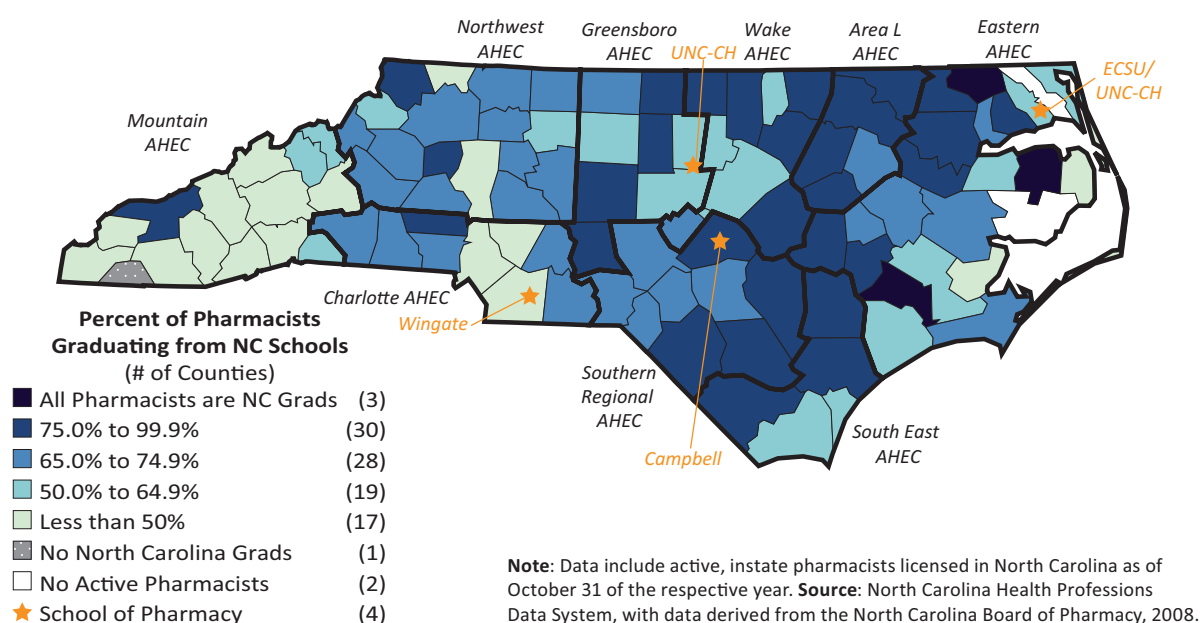 Northwest
AHEC
Greensboro
AHEC
UNC-CH
Wake
AHEC
Area L
AHEC
Eastern
AHEC
ECSU/
UNC-CH
Mountain
AHEC
Charlotte AHEC
Wingate
Southern
Regional
AHEC
Campbell
South East
AHEC
Percent of Pharmacists
Graduating from NC Schools
(# of Counties)
All Pharmacists are NC Grads (3)
75.0% to 99.9% (30)
65.0% to 74.9% (28)
50.0% to 64.9% (19)
Less than 50% (17)
No North Carolina Grads (1)
No Active Pharmacists (2)
School of Pharmacy (4)
Note: Data include active, instate pharmacists licensed in North Carolina as of
October 31 of the respective year. Source: North Carolina Health Professions
Data System, with data derived from the North Carolina Board of Pharmacy, 2008.